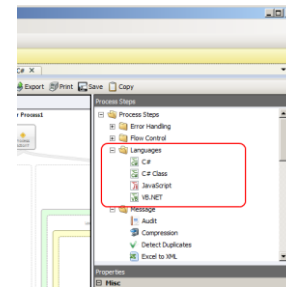 C# X
Export Print Save Copy
Process Steps
Process1
Process Steps
Error Handling
Flow Control
Languages
C#
C# Class
JavaScript
VB.NET
Message
Audit
Compression
Detect Duplicates
Excel to XML
Properties
Misc